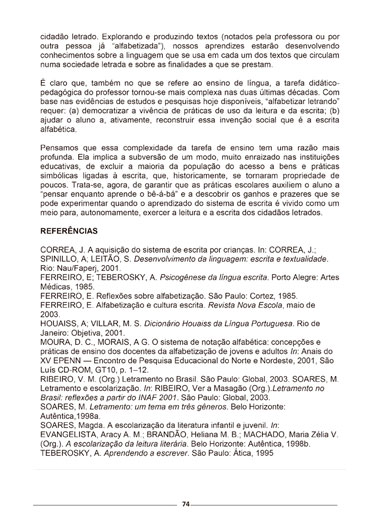 cidadão letrado. Explorando e produzindo textos (notados pela professora ou por
outra pessoa já "alfabetizada"), nossos aprendizes estarão desenvolvendo
conhecimentos sobre a linguagem que se usa em cada um dos textos que circulam
numa sociedade letrada e sobre as finalidades a que se prestam.
É claro que, também no que se refere ao ensino de língua, a tarefa didático-
pedagógica do professor tornou-se mais complexa nas duas últimas décadas. Com
base nas evidências de estudos e pesquisas hoje disponíveis, "alfabetizar letrando"
requer: (a) democratizar a vivência de práticas de uso da leitura e da escrita; (b)
ajudar o aluno a, ativamente, reconstruir essa invenção social que é a escrita
alfabética.
Pensamos que essa complexidade da tarefa de ensino tem uma razão mais
profunda. Ela implica a subversão de um modo, muito enraizado nas instituições
educativas, de excluir a maioria da população do acesso a bens e práticas
simbólicas ligadas à escrita, que, historicamente, se tornaram propriedade de
poucos. Trata-se, agora, de garantir que as práticas escolares auxiliem o aluno a
"pensar enquanto aprende o bê-á-bá" e a descobrir os ganhos e prazeres que se
pode experimentar quando o aprendizado do sistema de escrita é vivido como um
meio para, autonomamente, exercer a leitura e a escrita dos cidadãos letrados.
REFERÊNCIAS
CORREA, J. A aquisição do sistema de escrita por crianças. In: CORREA, J.;
SPINILLO, A; LEITÃO, S. Desenvolvimento da linguagem: escrita e textualidade.
Rio: Nau/Faperj, 2001.
FERREIRO, E; TEBEROSKY, A. Psicogênese da língua escrita. Porto Alegre: Artes
Médicas, 1985.
FERREIRO, E. Reflexões sobre alfabetização. São Paulo: Cortez, 1985.
FERREIRO, E. Alfabetização e cultura escrita. Revista Nova Escola, maio de
2003.
HOUAISS, A; VILLAR, M. S. Dicionário Houaiss da Língua Portuguesa. Rio de
Janeiro: Objetiva, 2001.
MOURA, D. C., MORAIS, A G. O sistema de notação alfabética: concepções e
práticas de ensino dos docentes da alfabetização de jovens e adultos In: Anais do
XV EPENN — Encontro de Pesquisa Educacional do Norte e Nordeste, 2001, São
Luís CD-ROM, GT10, p. 1–12.
RIBEIRO, V. M. (Org.) Letramento no Brasil. São Paulo: Global, 2003. SOARES, M.
Letramento e escolarização. In: RIBEIRO, Ver a Masagão (Org.).Letramento no
Brasil: reflexões a partir do INAF 2001. São Paulo: Global, 2003.
SOARES, M. Letramento: um tema em três gêneros. Belo Horizonte:
Autêntica,1998a.
SOARES, Magda. A escolarização da literatura infantil e juvenil. In:
EVANGELISTA, Aracy A. M.; BRANDÃO, Heliana M. B.; MACHADO, Maria Zélia V.
(Org.). A escolarização da leitura literária. Belo Horizonte: Autêntica, 1998b.
TEBEROSKY, A. Aprendendo a escrever. São Paulo: Ática, 1995
74